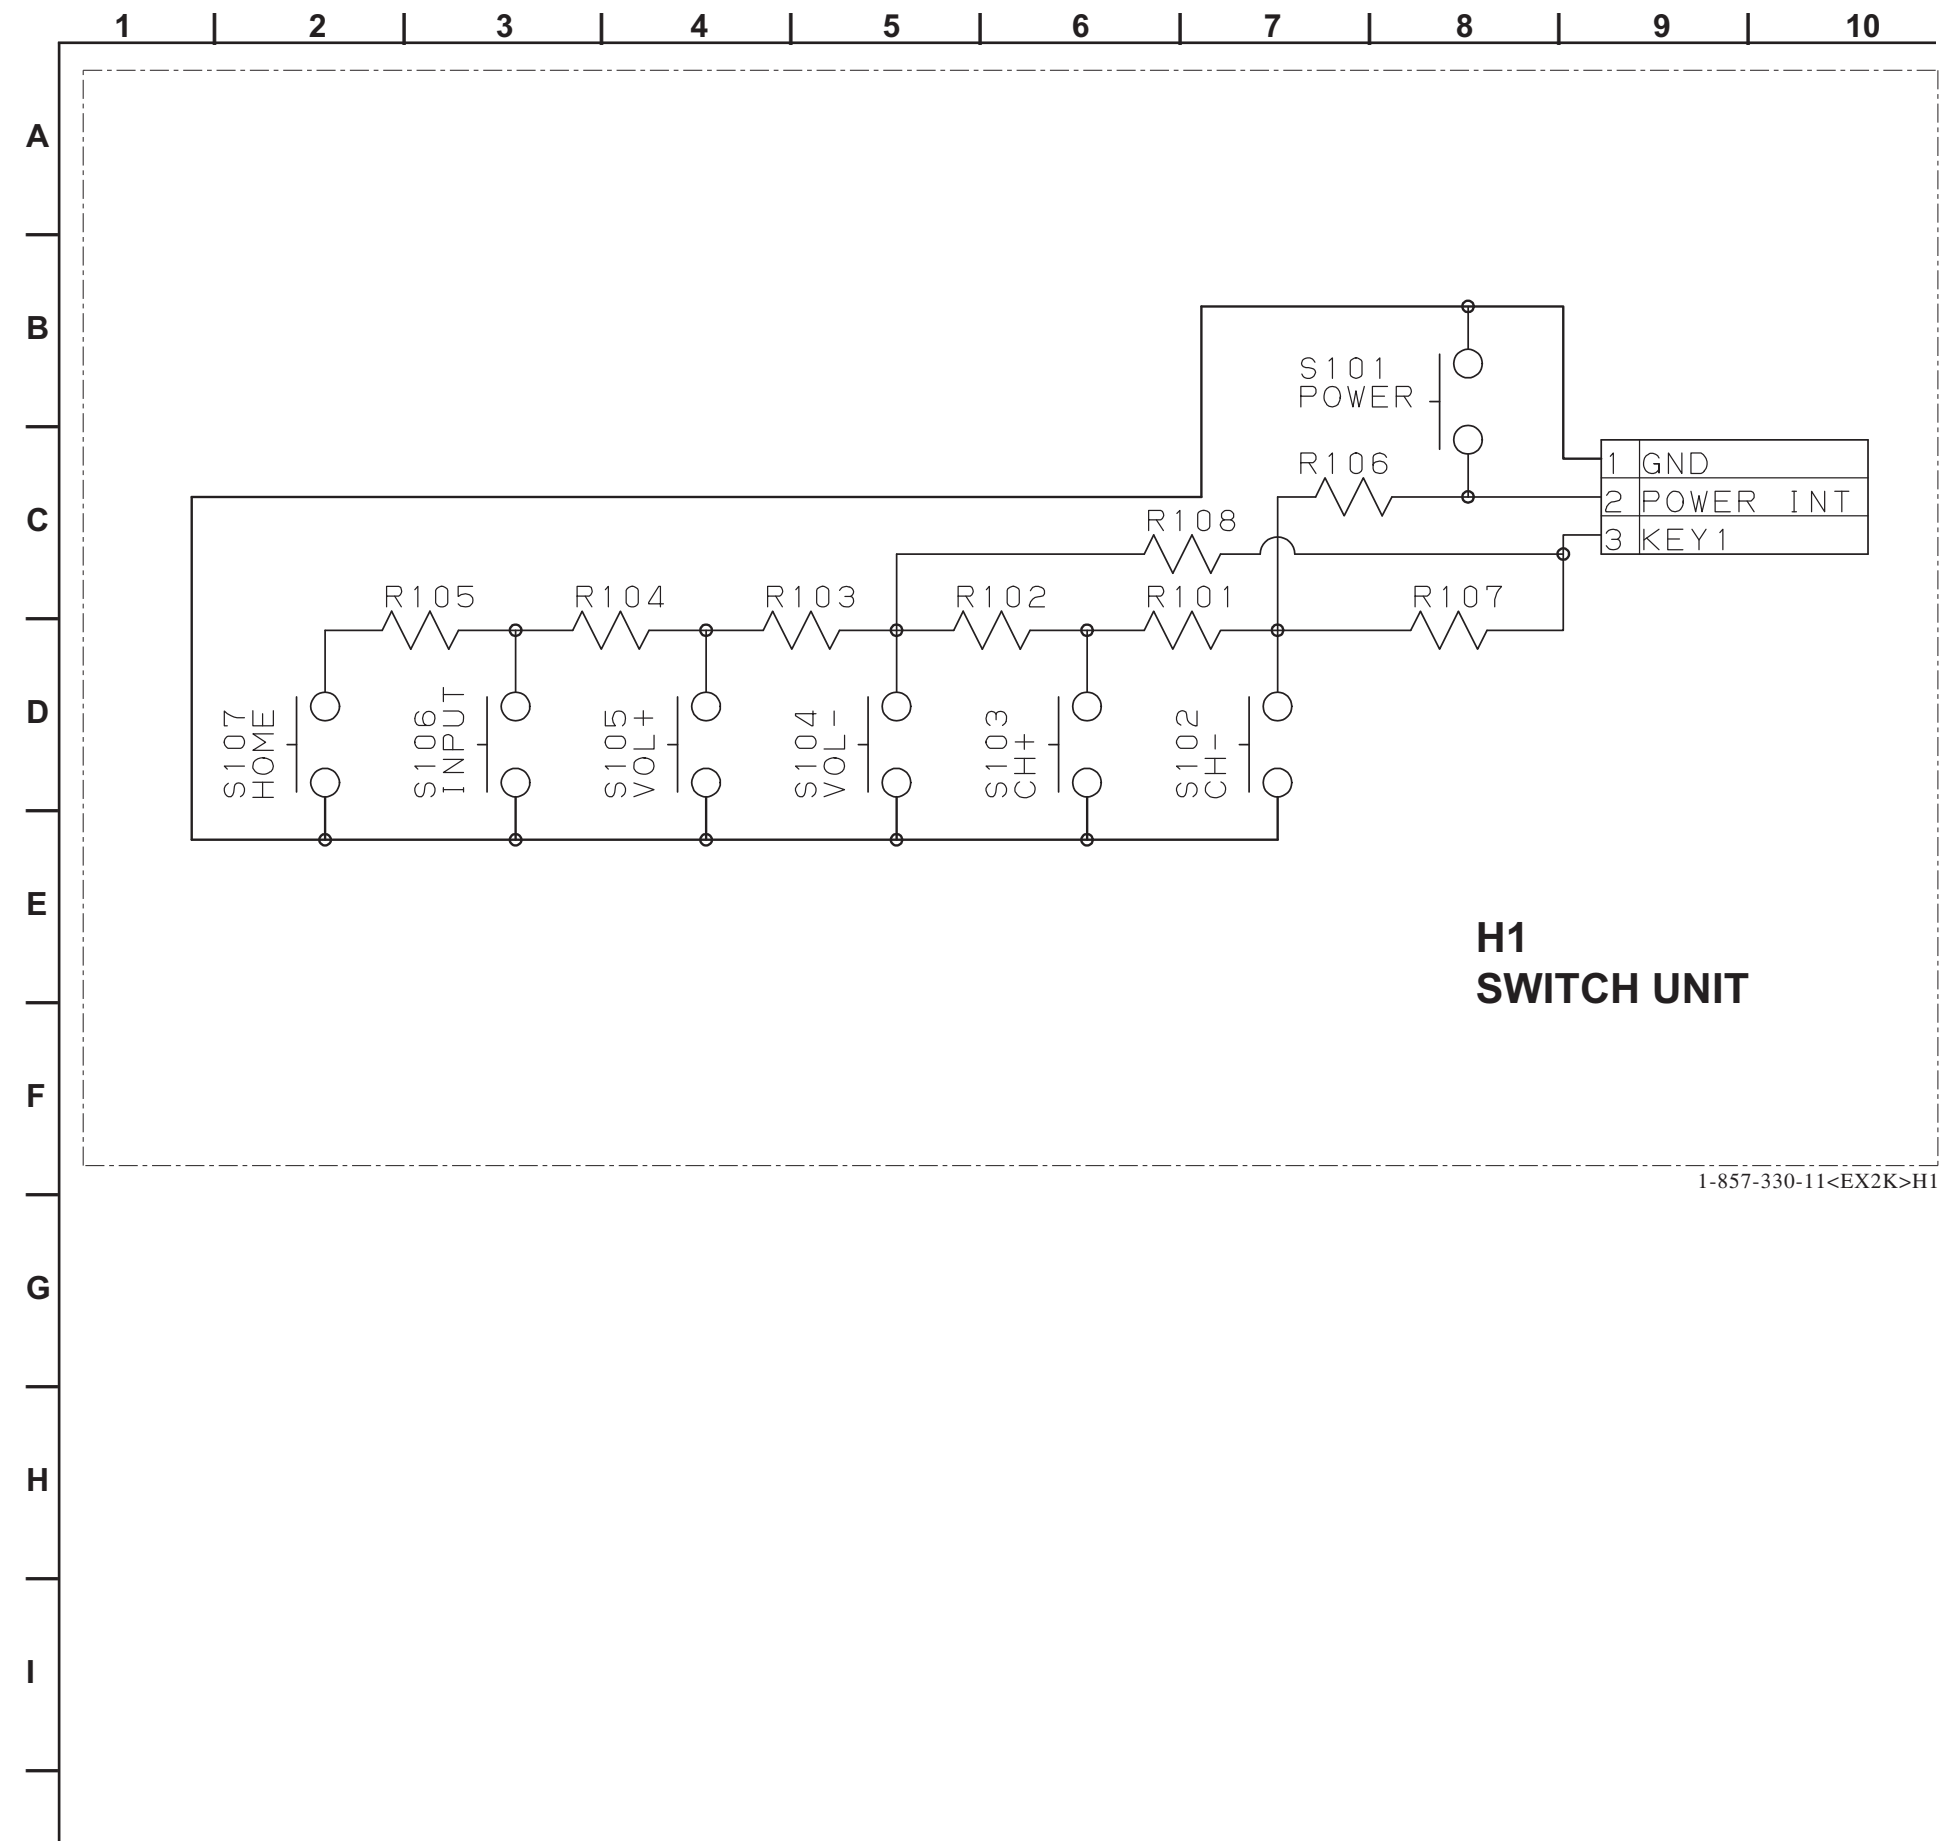 1 2 3 4 5 6 7 8 9 10
A
B
S101
POWER
R106
1 GND
2 POWER INT
3 KEY1
C
R108
R105 R104 R103 R102 R101 R107
D
S107
HOME
S106
INPUT
S105
VOL+
S104
VOL-
S103
CH+
S102
CH-
E
H1
SWITCH UNIT
F
1-857-330-11<EX2K>H1
G
H
I